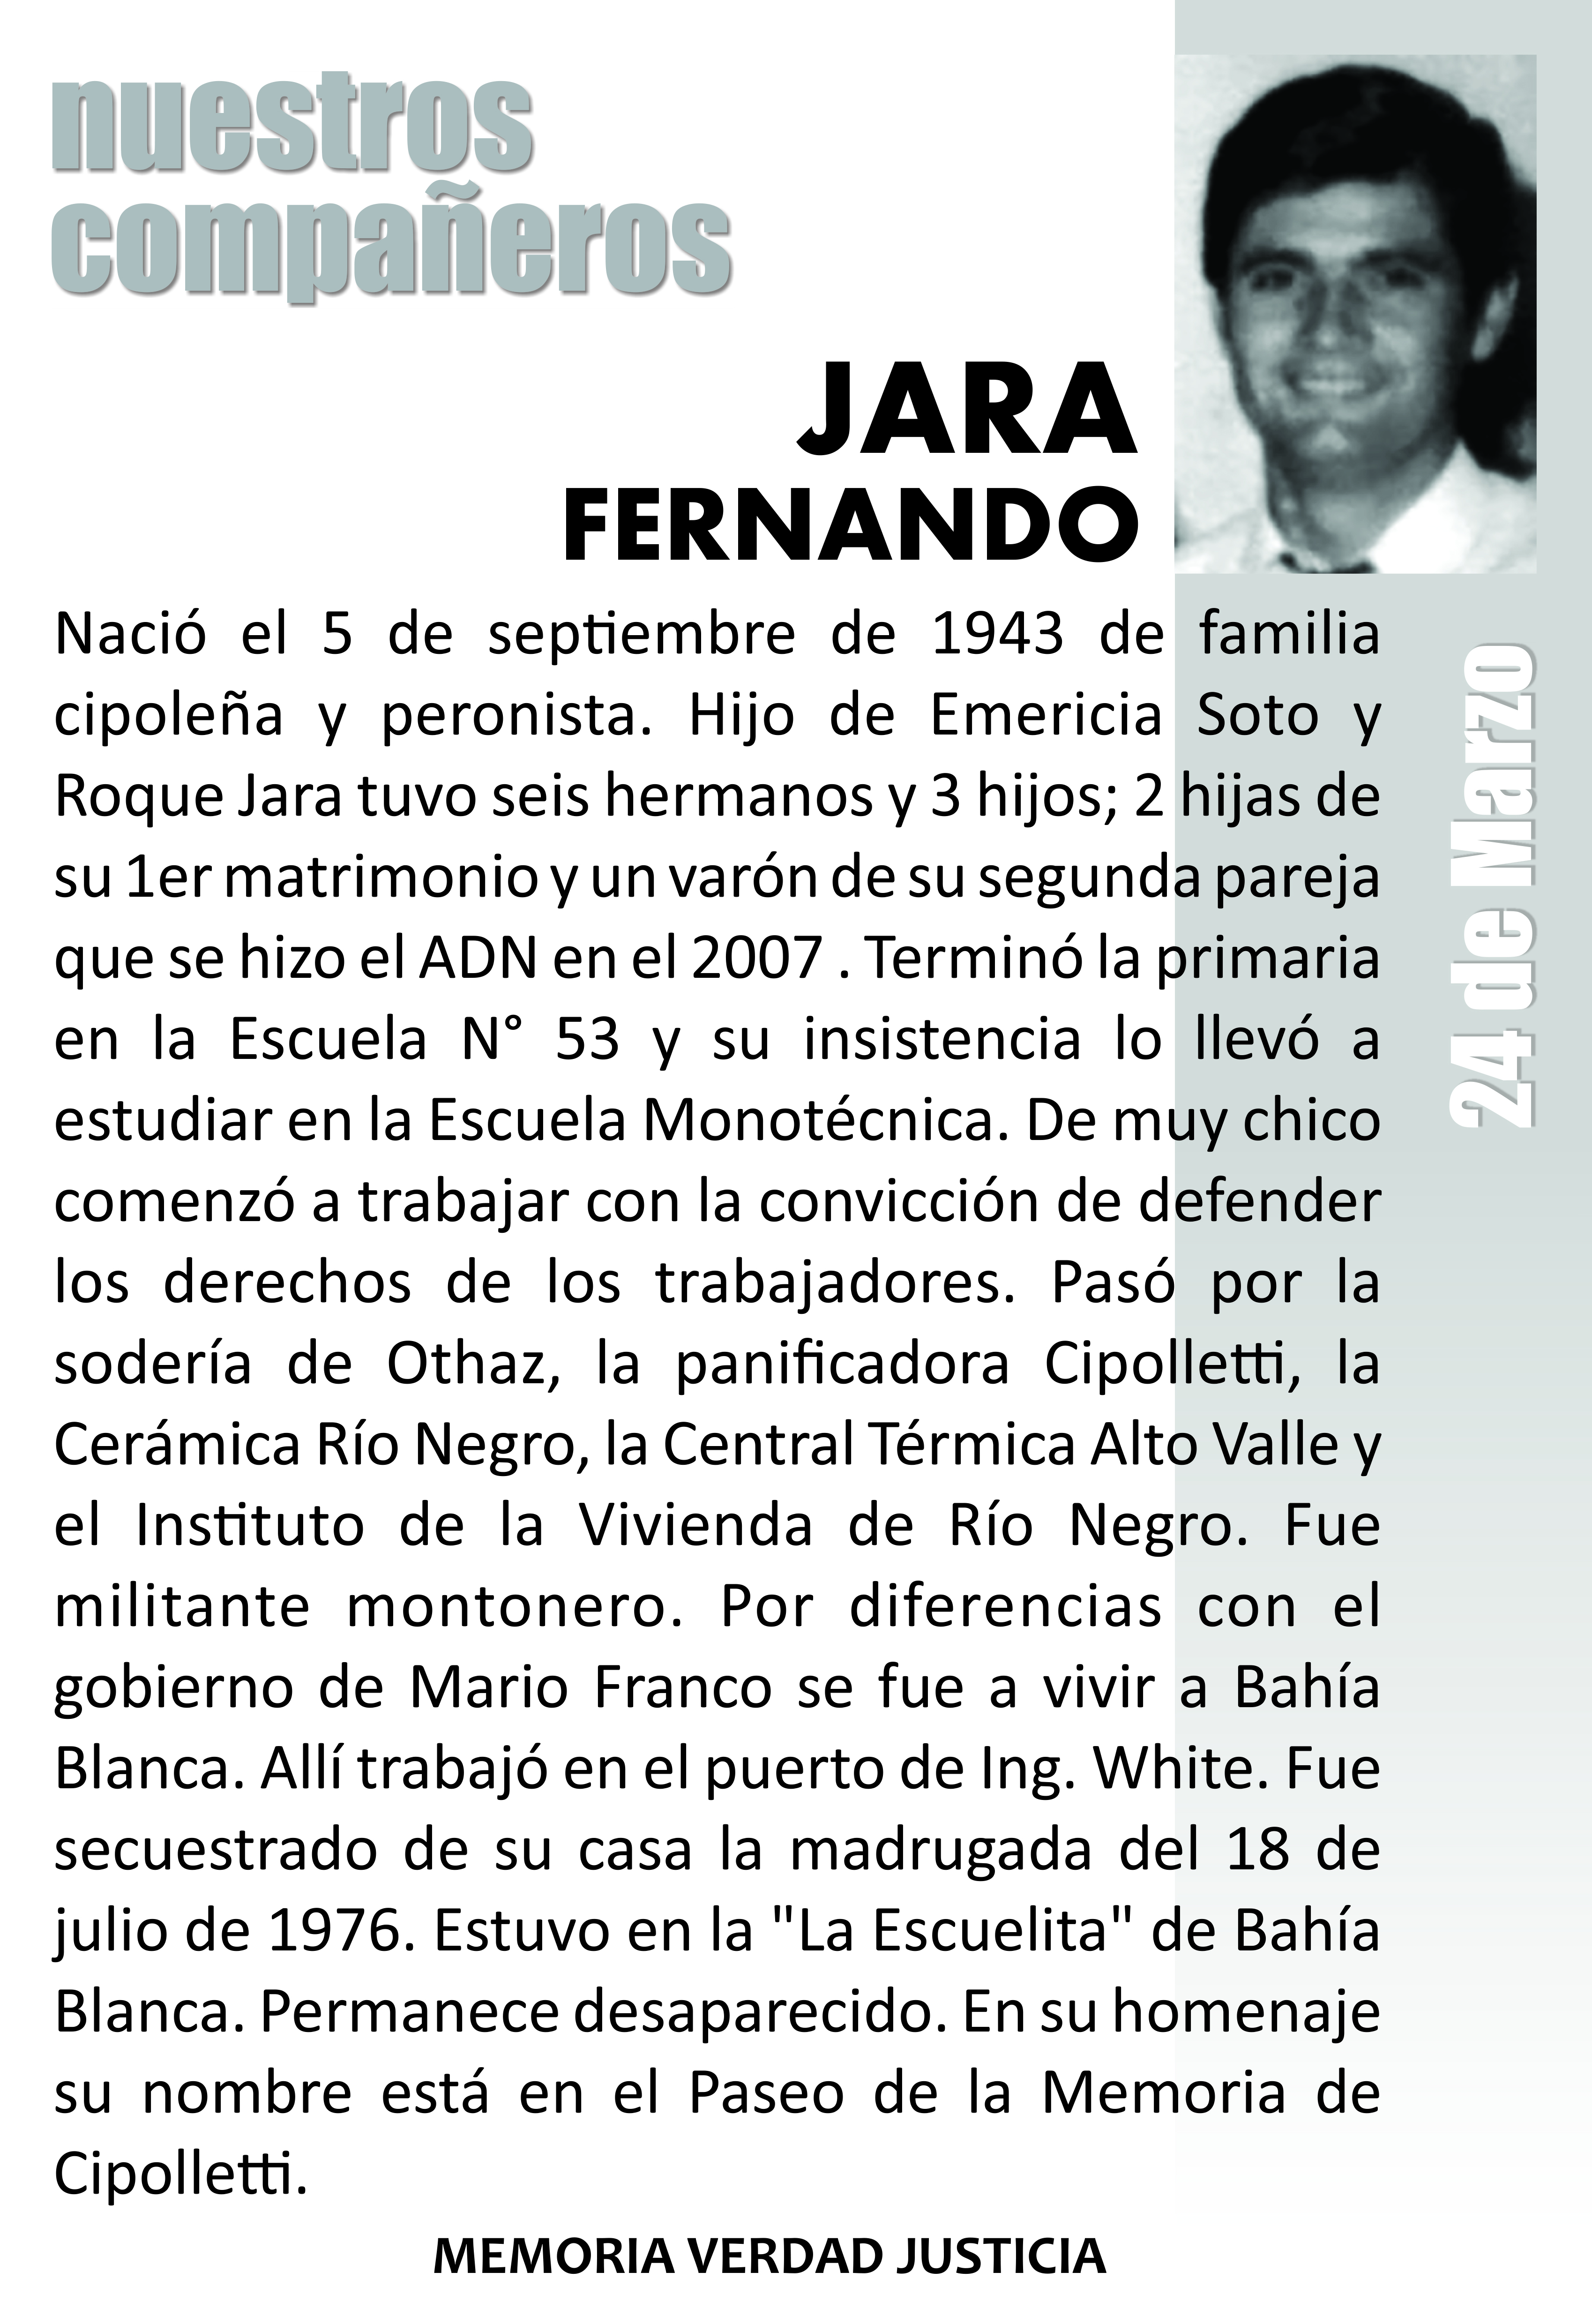 nuestros
compañeros
JARA
FERNANDO
Nació el 5 de septiembre de 1943 de familia
cipoleña y peronista. Hijo de Emericia Soto y
Roque Jara tuvo seis hermanos y 3 hijos; 2 hijas de
su 1er matrimonio y un varón de su segunda pareja
que se hizo el ADN en el 2007 . Terminó la primaria
en la Escuela N° 53 y su insistencia lo llevó a
estudiar en la Escuela Monotécnica. De muy chico
comenzó a trabajar con la convicción de defender
los derechos de los trabajadores. Pasó por la
sodería de Othaz, la panificadora Cipolletti, la
Cerámica Río Negro, la Central Térmica Alto Valle y
el Instituto de la Vivienda de Río Negro. Fue
militante montonero. Por diferencias con el
gobierno de Mario Franco se fue a vivir a Bahía
Blanca. Allí trabajó en el puerto de Ing. White. Fue
secuestrado de su casa la madrugada del 18 de
julio de 1976. Estuvo en la "La Escuelita" de Bahía
Blanca. Permanece desaparecido. En su homenaje
su nombre está en el Paseo de la Memoria de
Cipolletti.
24 de Marzo
MEMORIA VERDAD JUSTICIA